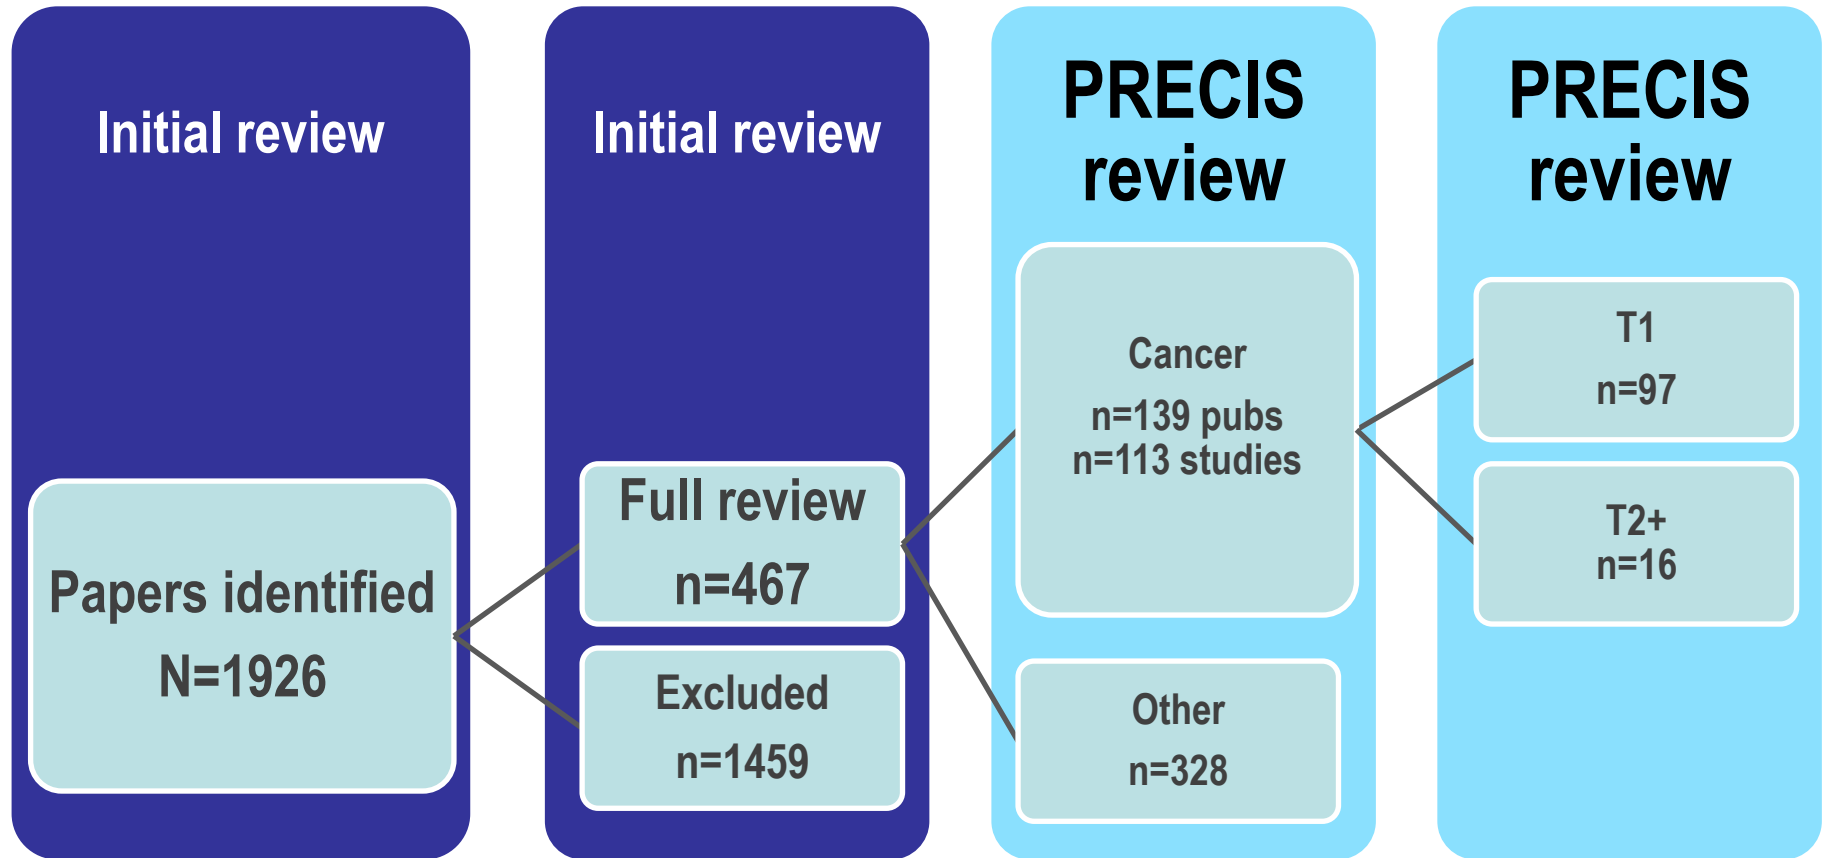 Initial review
Papers identified
N=1926
Initial review
Full review
n=467
Excluded
n=1459
PRECIS
review
Cancer
n=139 pubs
n=113 studies
Other
n=328
PRECIS
review
T1
n=97
T2+
n=16